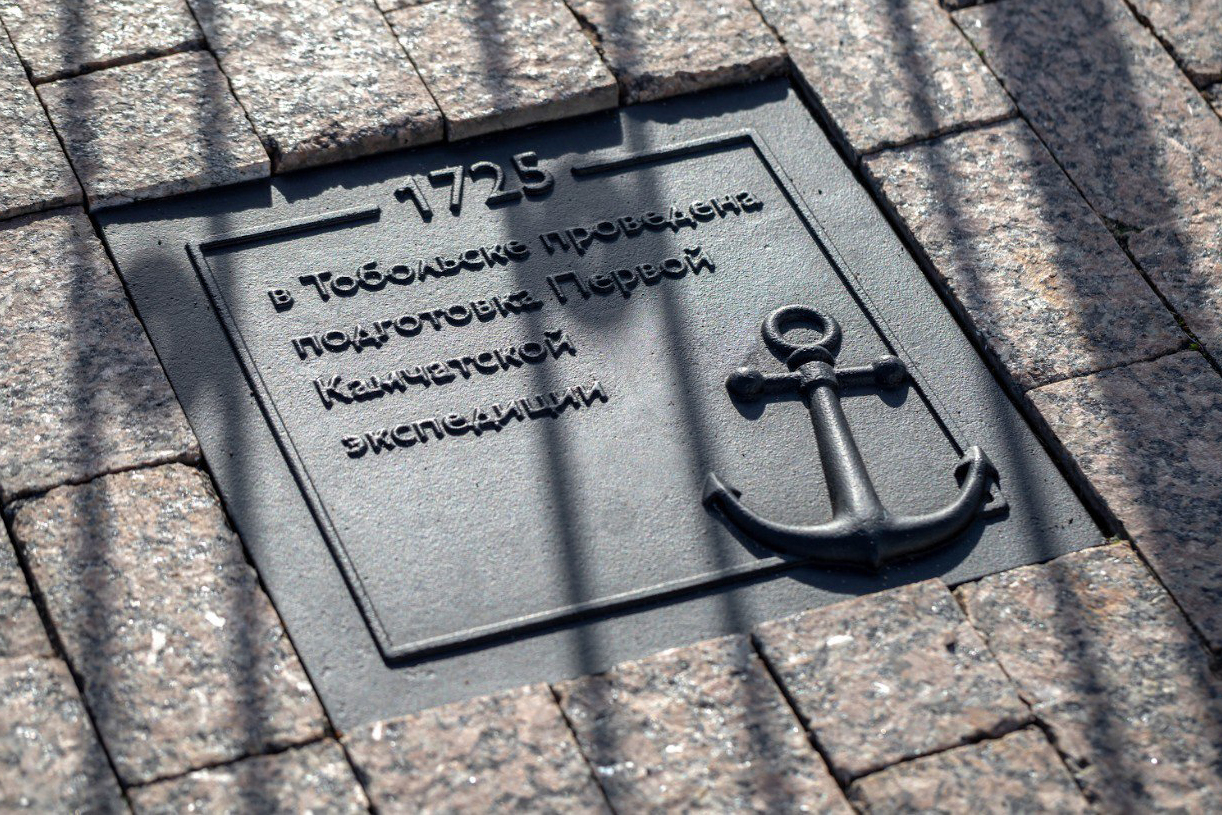 1725
в Тобольске проведена
подготовка Первой
Камчатской
экспедиции